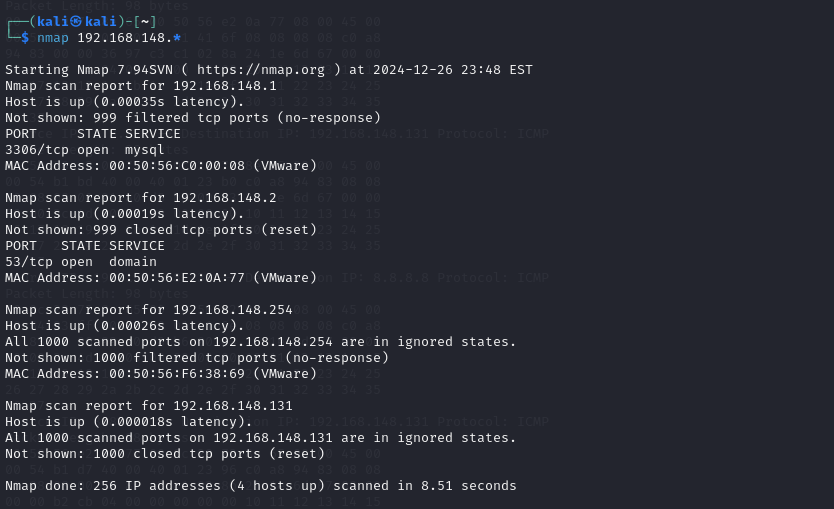 ┌──(kali㉿kali)-[~]
└─$ nmap 192.168.148.*
Starting Nmap 7.94SVN ( https://nmap.org ) at 2024-12-26 23:48 EST
Nmap scan report for 192.168.148.1
Host is up (0.00035s latency).
Not shown: 999 filtered tcp ports (no-response)
PORT     STATE SERVICE
3306/tcp open  mysql
MAC Address: 00:50:56:C0:00:08 (VMware)
Nmap scan report for 192.168.148.2
Host is up (0.00019s latency).
Not shown: 999 closed tcp ports (reset)
PORT   STATE SERVICE
53/tcp open  domain
MAC Address: 00:50:56:E2:0A:77 (VMware)
Nmap scan report for 192.168.148.254
Host is up (0.00026s latency).
All 1000 scanned ports on 192.168.148.254 are in ignored states.
Not shown: 1000 filtered tcp ports (no-response)
MAC Address: 00:50:56:F6:38:69 (VMware)
Nmap scan report for 192.168.148.131
Host is up (0.000018s latency).
All 1000 scanned ports on 192.168.148.131 are in ignored states.
Not shown: 1000 closed tcp ports (reset)
Nmap done: 256 IP addresses (4 hosts up) scanned in 8.51 seconds